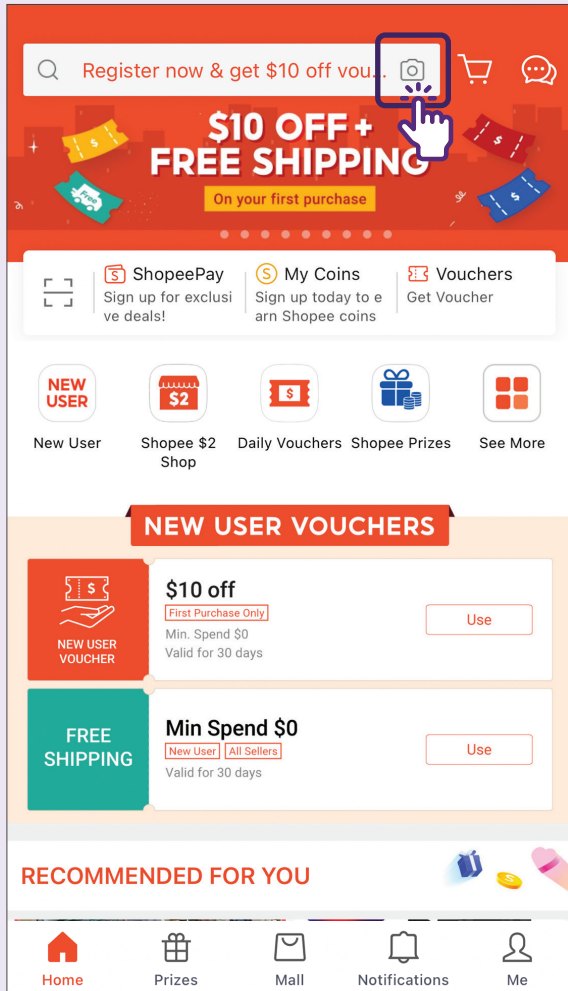 Register now & get $10 off vou...
$10 OFF +
FREE SHIPPING
On your first purchase
$
$
$
Free
S ShopeePay
Sign up for exclusi
ve deals!
S My Coins
Sign up today to e
arn Shopee coins
Vouchers
Get Voucher
NEW
USER
New User
$2
Shopee $2
Shop
$
Daily Vouchers
Shopee Prizes
See More
NEW USER VOUCHERS
$
NEW USER
VOUCHER
$10 off
First Purchase Only
Min. Spend $0
Valid for 30 days
Use
FREE
SHIPPING
Min Spend $0
New User All Sellers
Valid for 30 days
Use
RECOMMENDED FOR YOU
Home
Prizes
Mall
Notifications
Me